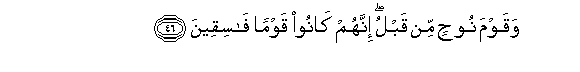 وَقَوْمَ نُوحٍ مِّن قَبْلُ ۖ إِنَّهُمْ كَانُوا۟ قَوْمًا فَـٰسِقِينَ ﴿٤٦﴾